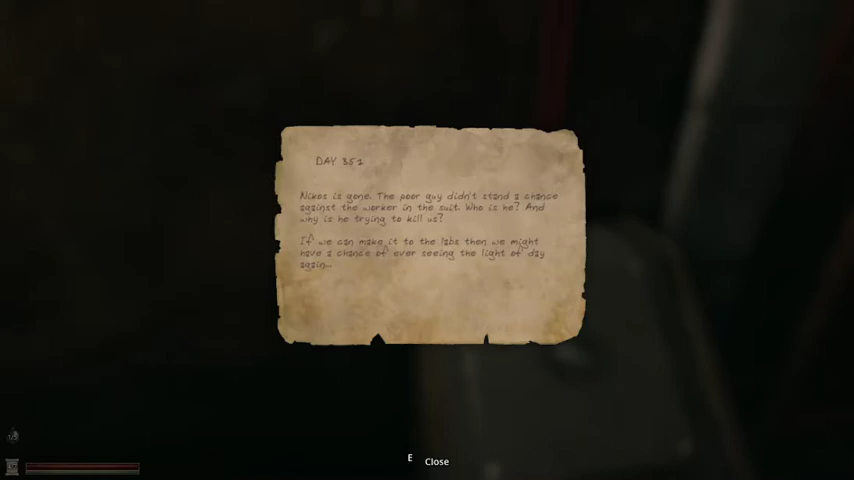 DAY 352
Nikos is gone. The poor guy didn't stand a chance
against the worker in the suit. Who is he? And
why is he trying to kill us?
If we can make it to the labs then we might
have a chance of ever seeing the light of day
again...
E Close